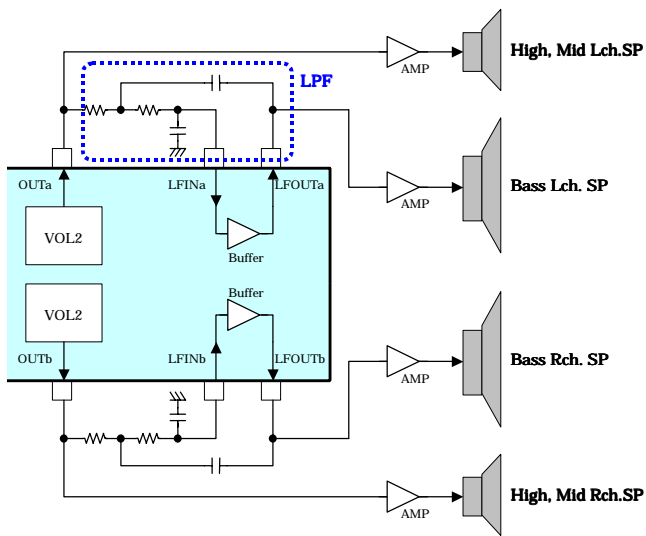 High, Mid Lch.SP
AMP
LPF
Bass Lch. SP
AMP
OUTa
LFINa
LFOUTa
VOL2
Buffer
VOL2
Buffer
OUTb
LFINb
LFOUTb
Bass Rch. SP
AMP
High, Mid Rch.SP
AMP